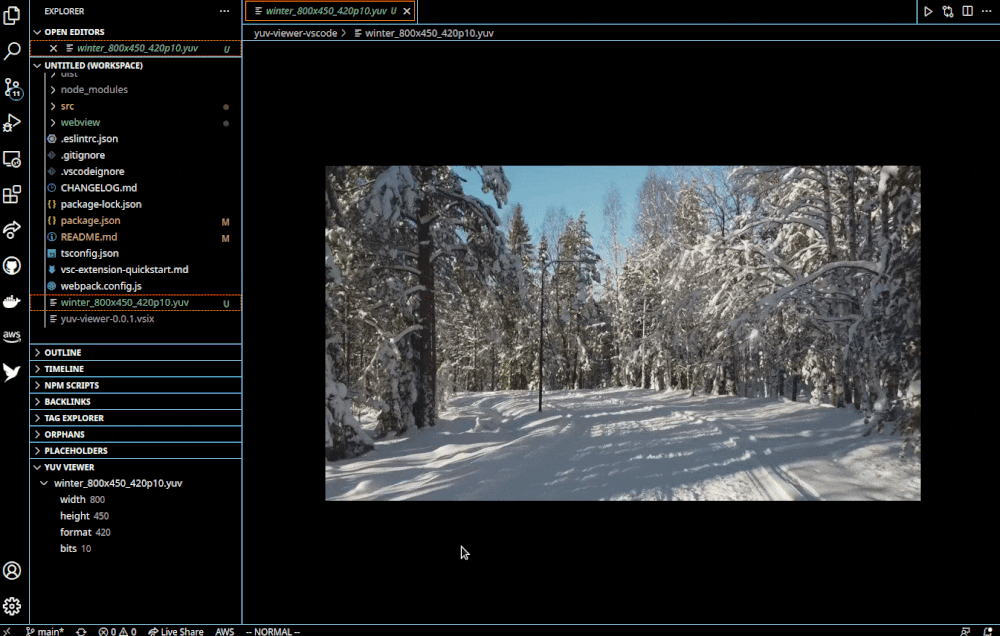 EXPLORER
···
winter_800x450_420p10.yuv U
OPEN EDITORS
yuv-viewer-vscode > winter_800x450_420p10.yuv
winter_800x450_420p10.yuv U
UNTITLED (WORKSPACE)
dist
node_modules
11
src
webview
.eslintrc.json
.gitignore
.vscodeignore
CHANGELOG.md
package-lock.json
package.json M
README.md M
tsconfig.json
vsc-extension-quickstart.md
webpack.config.js
winter_800x450_420p10.yuv U
yuv-viewer-0.0.1.vsix
aws
OUTLINE
TIMELINE
NPM SCRIPTS
BACKLINKS
TAG EXPLORER
ORPHANS
PLACEHOLDERS
YUV VIEWER
winter_800x450_420p10.yuv
width 800
height 450
format 420
bits 10
main* 0 0 Live Share AWS -- NORMAL --